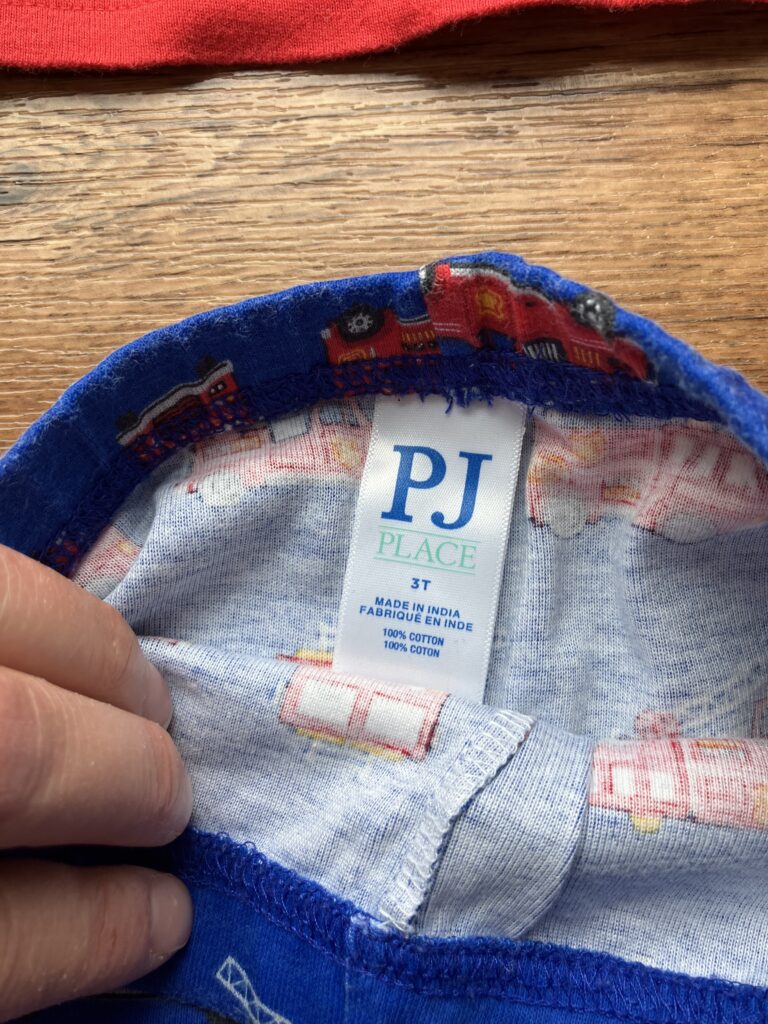 PJ
PLACE
3T
MADE IN INDIA
FABRIQUÉ EN INDE
100% COTTON
100% COTON